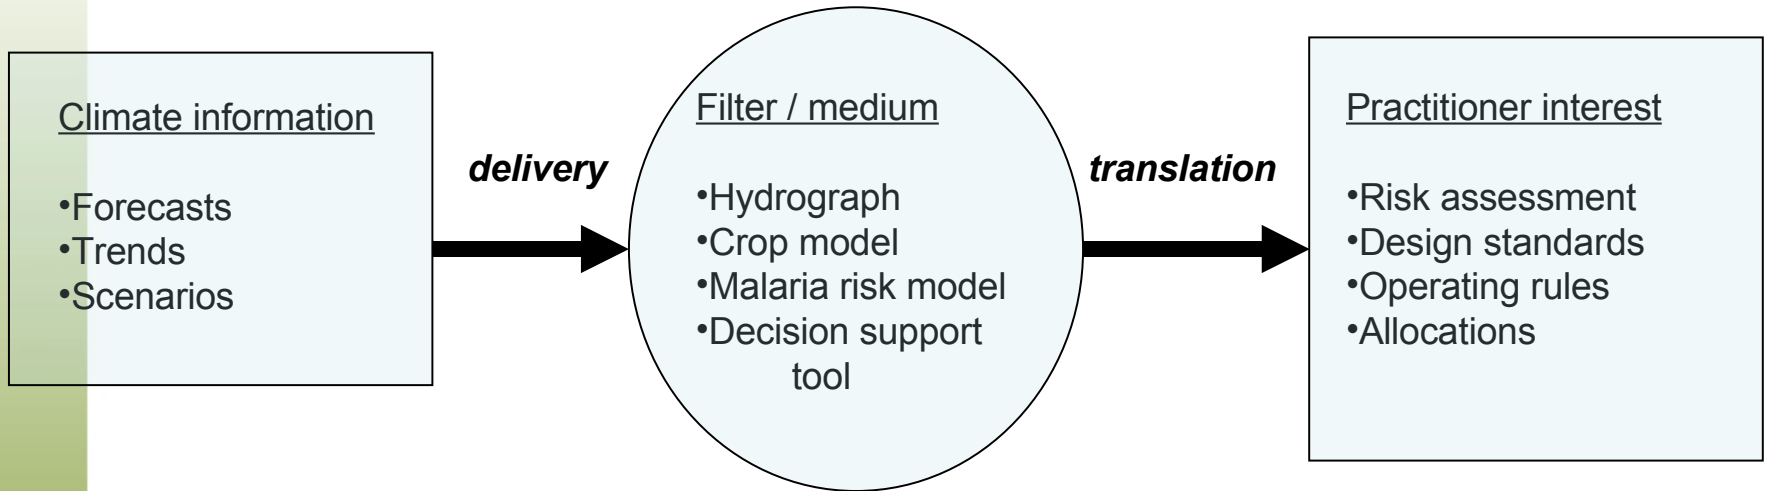 Climate information
•Forecasts
•Trends
•Scenarios
delivery
Filter / medium
•Hydrograph
•Crop model
•Malaria risk model
•Decision support
tool
translation
Practitioner interest
•Risk assessment
•Design standards
•Operating rules
•Allocations